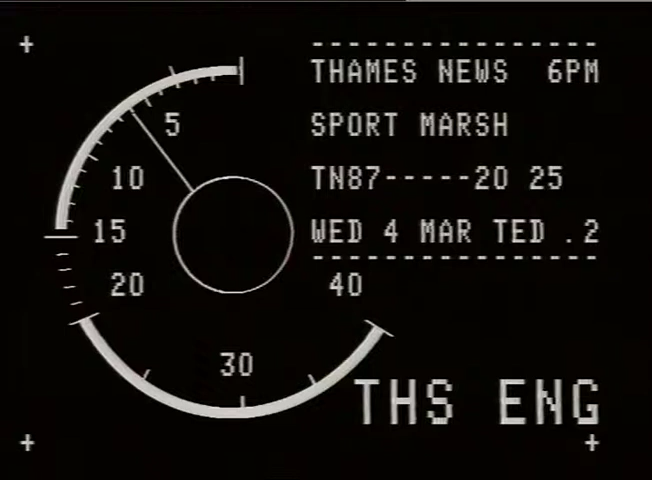 THAMES NEWS 6PM
SPORT MARSH
TN87-----20 25
WED 4 MAR TED .2
5
10
15
20
30
40
THS ENG